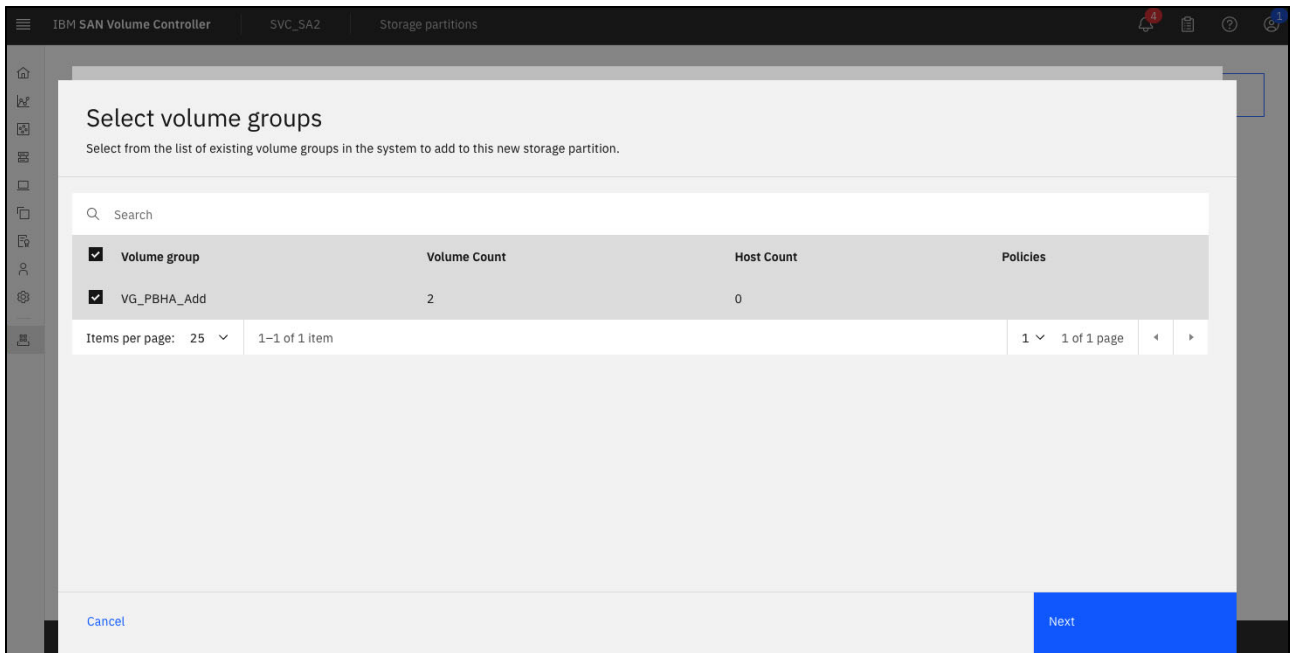 IBM SAN Volume Controller SVC_SA2 Storage partitions 4 1
Select volume groups
Select from the list of existing volume groups in the system to add to this new storage partition.
Search
Volume group Volume Count Host Count Policies
VG_PBHA_Add 2 0
Items per page: 25 1–1 of 1 item 1 1 of 1 page
Cancel Next